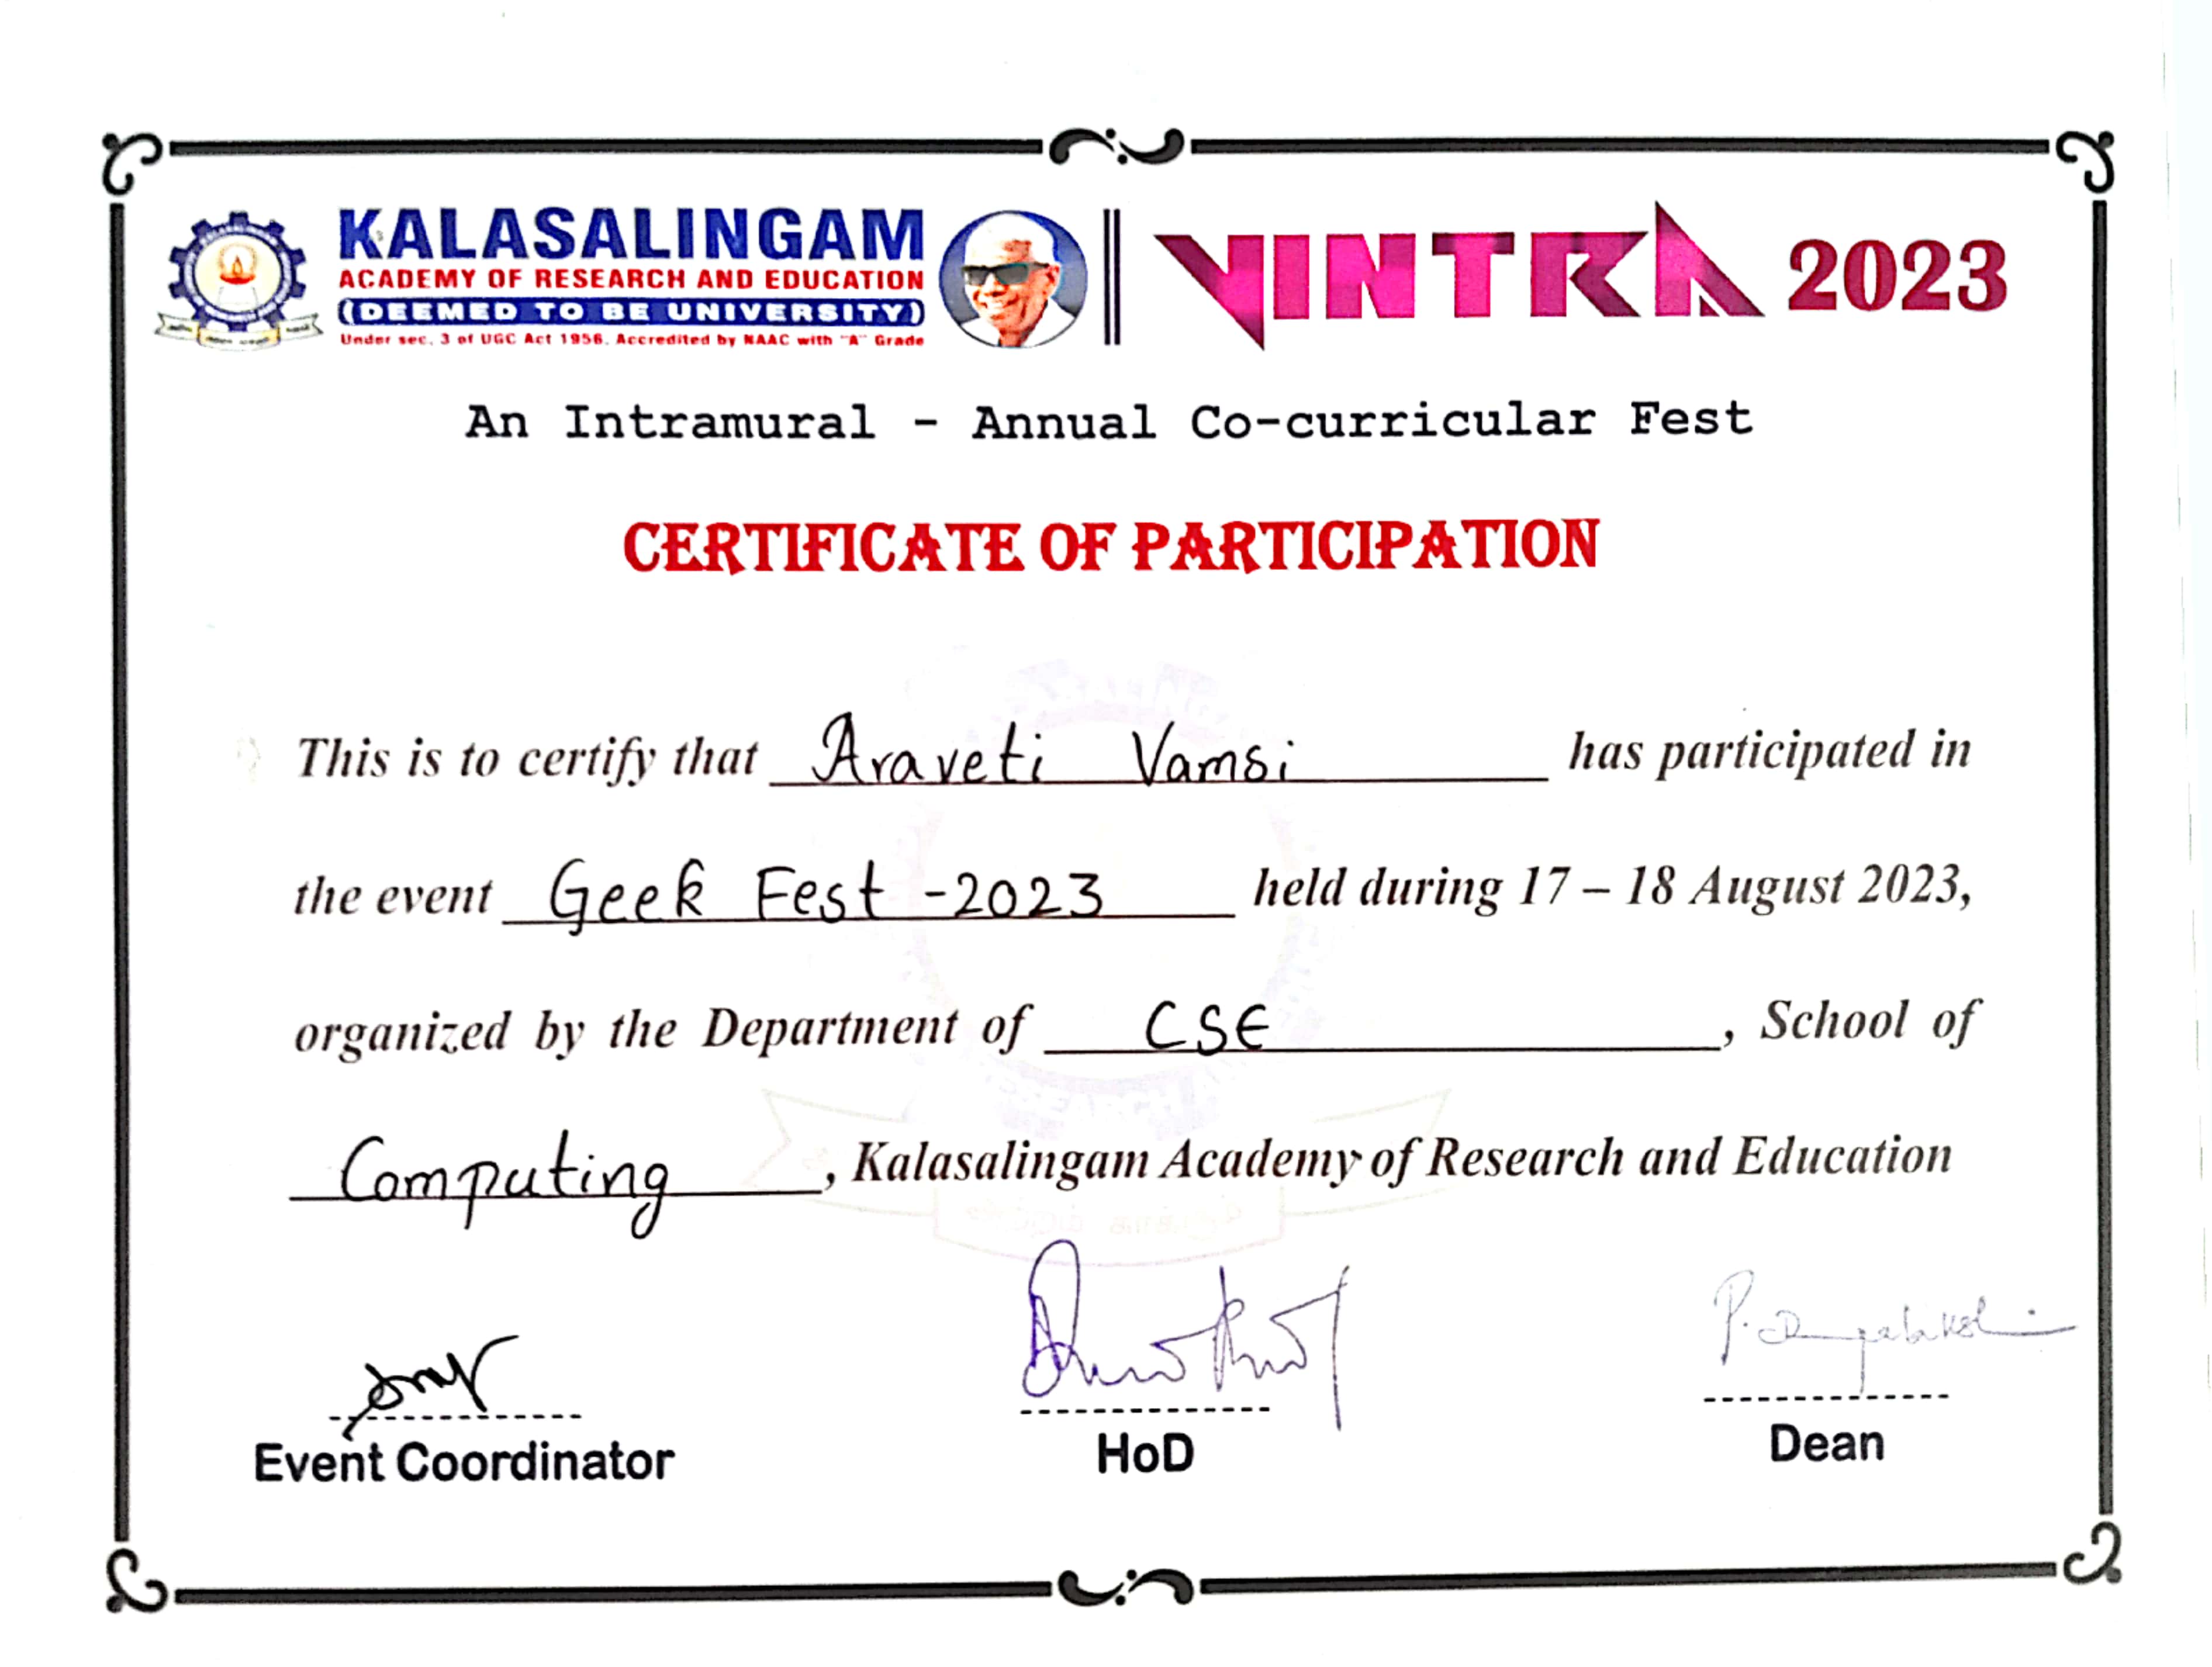 KALASALINGAM
ACADEMY OF RESEARCH AND EDUCATION
(DEEMED TO BE UNIVERSITY)
Under sec. 3 of UGC Act 1956. Accredited by NAAC with "A" Grade
VINTRA 2023
An Intramural - Annual Co-curricular Fest
CERTIFICATE OF PARTICIPATION
This is to certify that Araveti Vamsi has participated in
the event Geek Fest -2023 held during 17 – 18 August 2023,
organized by the Department of CSE, School of
Computing, Kalasalingam Academy of Research and Education
Event Coordinator
HoD
Dean